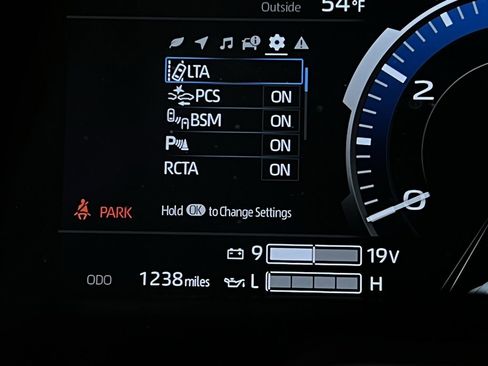 Outside 54°F
LTA
PCS ON
BSM ON
P ON
RCTA ON
Hold OK to Change Settings
PARK
2
0
9 19V
ODO 1238 miles
L H